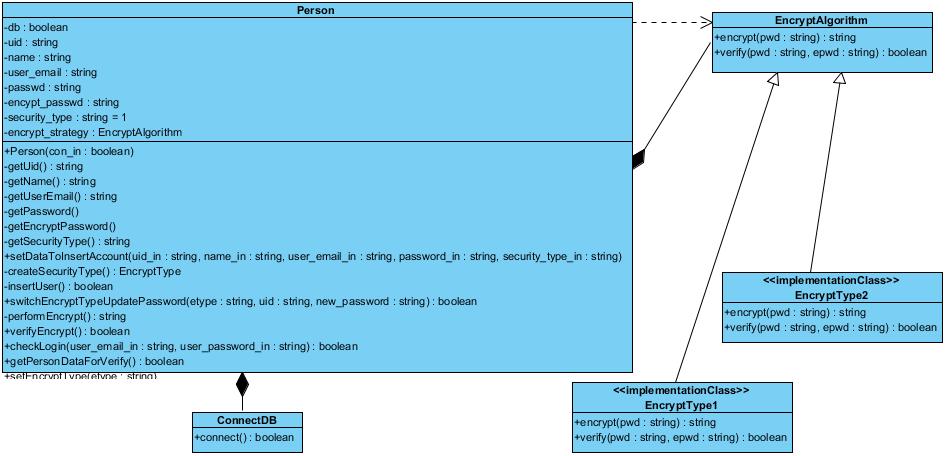 Person
-db : boolean
-uid : string
-name : string
-user_email : string
-passwd : string
-encypt_passwd : string
-security_type : string = 1
-encrypt_strategy : EncryptAlgorithm
+Person(con_in : boolean)
-getUid() : string
-getName() : string
-getUserEmail() : string
-getPassword()
-getEncryptPassword()
-getSecurityType() : string
+setDataToInsertAccount(uid_in : string, name_in : string, user_email_in : string, password_in : string, security_type_in : string)
-createSecurityType() : EncryptType
-insertUser() : boolean
+switchEncryptTypeUpdatePassword(etype : string, uid : string, new_password : string) : boolean
-performEncrypt() : string
+verifyEncrypt() : boolean
+checkLogin(user_email_in : string, user_password_in : string) : boolean
+getPersonDataForVerify() : boolean
+setEncryptType(etype : string)
EncryptAlgorithm
+encrypt(pwd : string) : string
+verify(pwd : string, epwd : string) : boolean
<<implementationClass>>
EncryptType2
+encrypt(pwd : string) : string
+verify(pwd : string, epwd : string) : boolean
<<implementationClass>>
EncryptType1
+encrypt(pwd : string) : string
+verify(pwd : string, epwd : string) : boolean
ConnectDB
+connect() : boolean